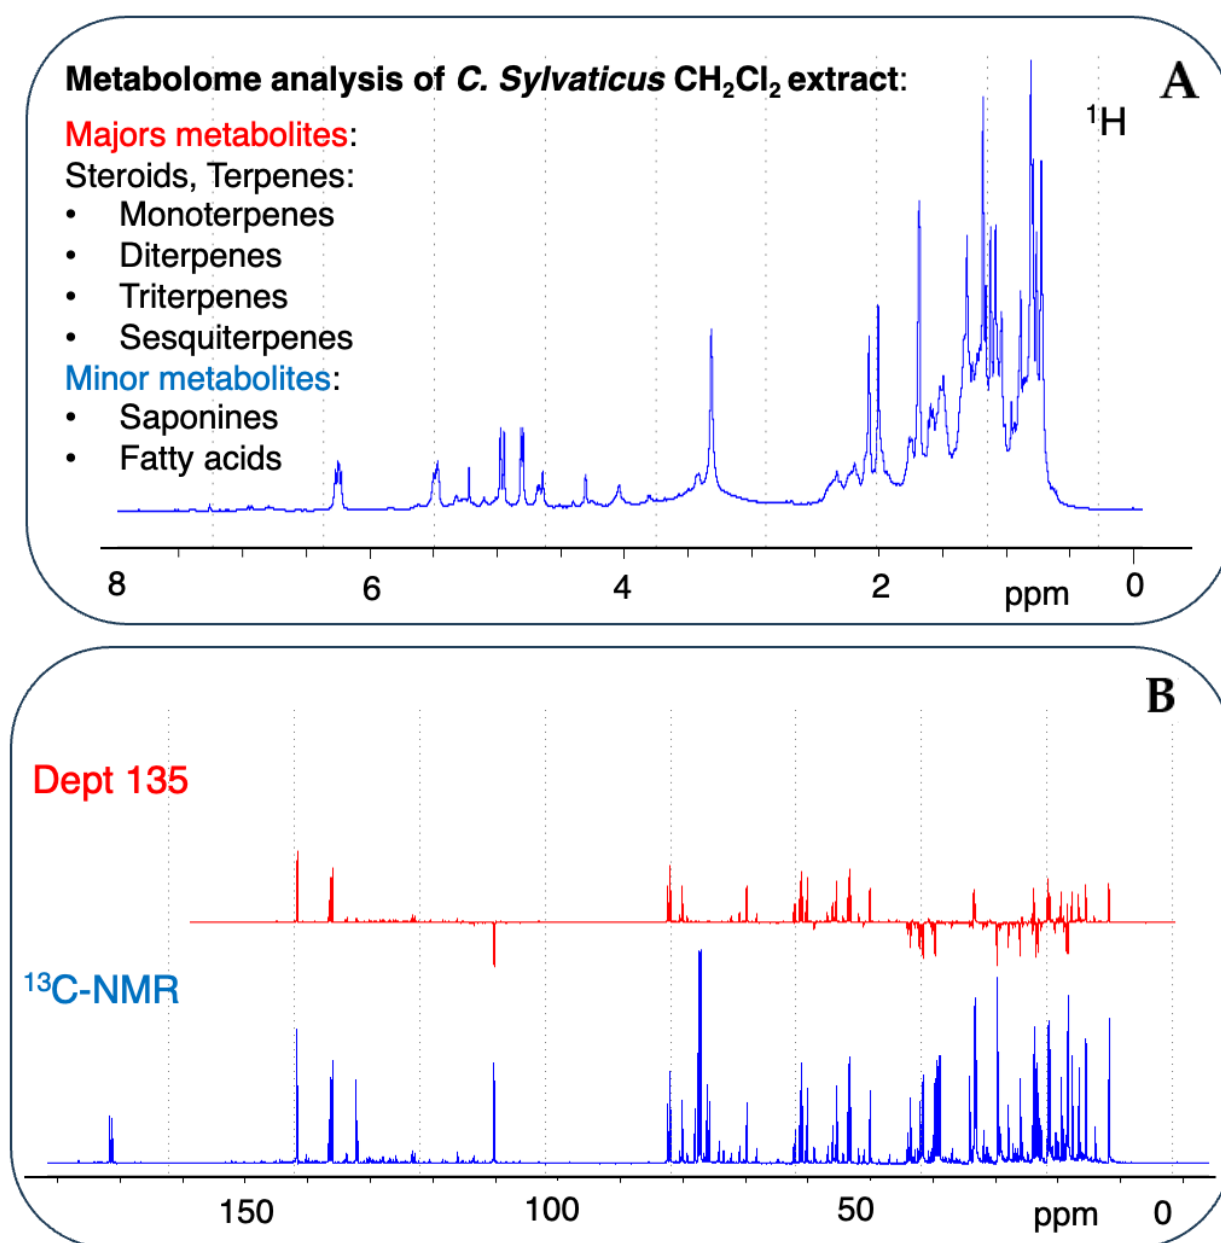 A
Metabolome analysis of C. Sylvaticus CH₂Cl₂ extract:
¹H
Majors metabolites:
Steroids, Terpenes:
• Monoterpenes
• Diterpenes
• Triterpenes
• Sesquiterpenes
Minor metabolites:
• Saponines
• Fatty acids
8 6 4 2 ppm 0
B
Dept 135
¹³C-NMR
150 100 50 ppm 0